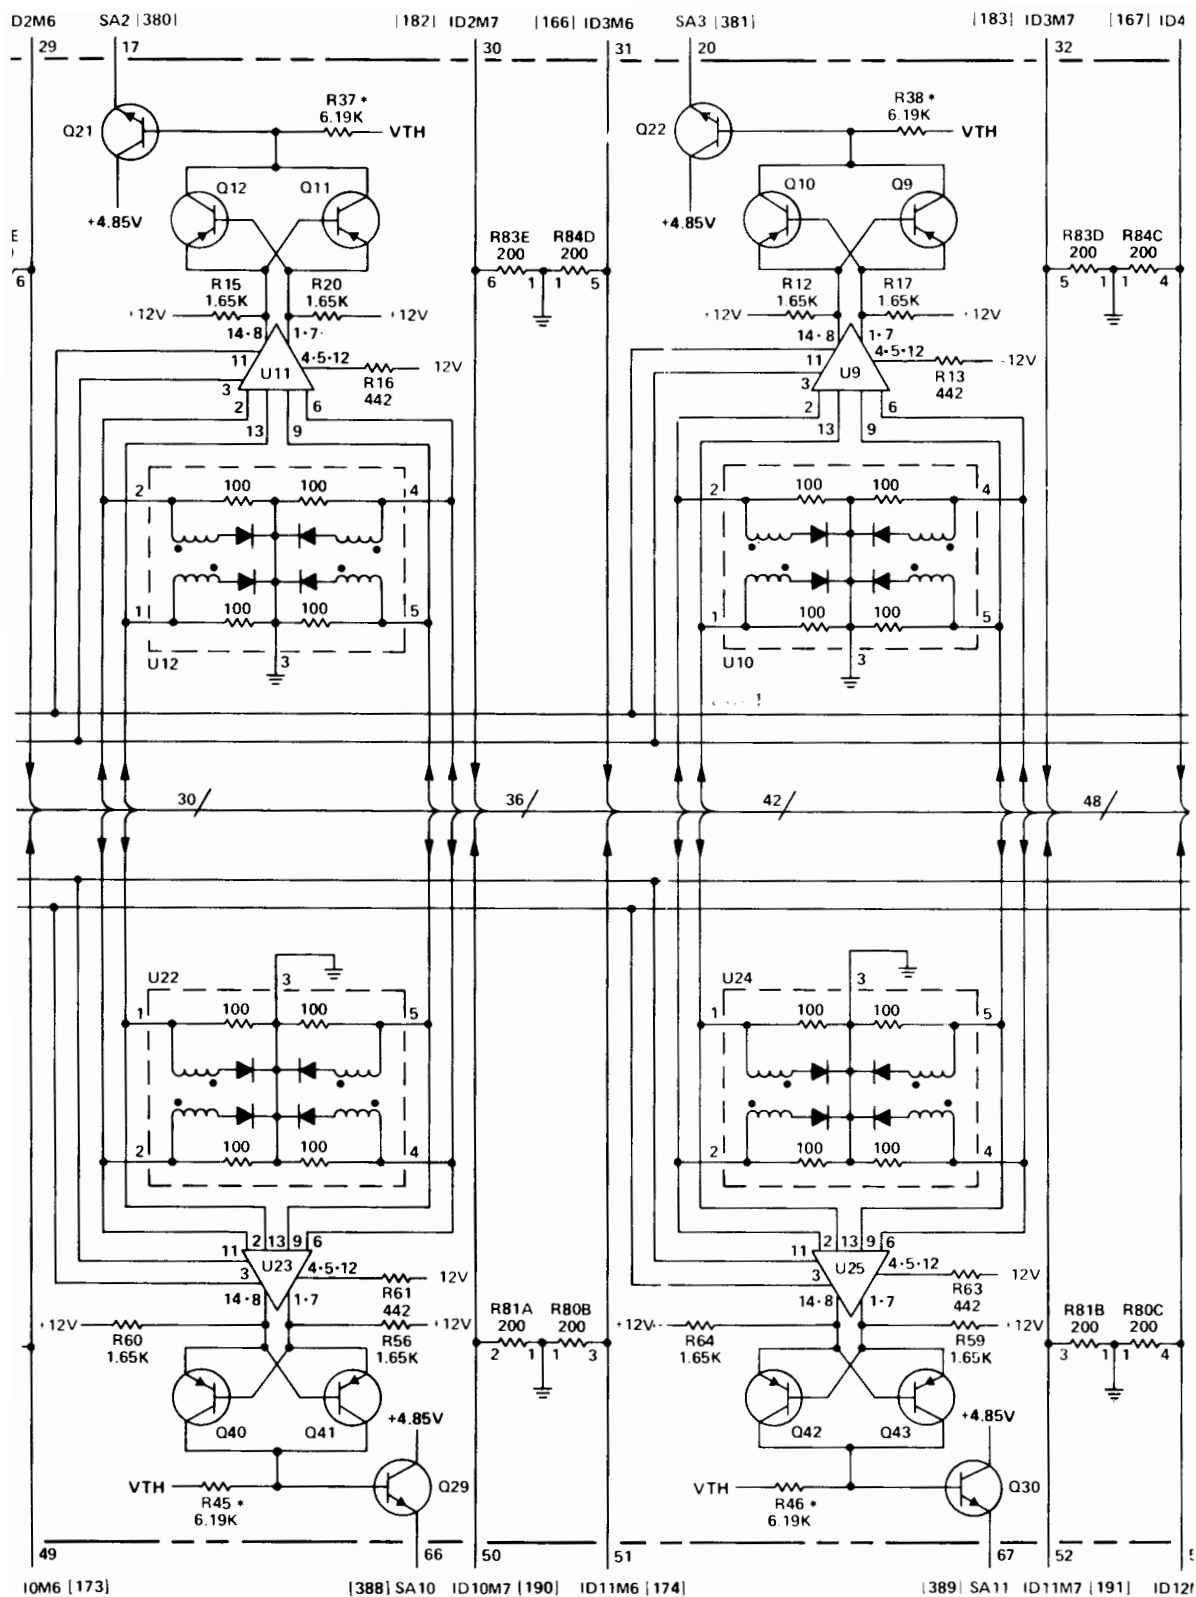 D2M6 SA2 |380] [182] ID2M7 [166] ID3M6 SA3 |381] [183] ID3M7 [167] ID4
29 17 30 31 20 32
R37 * R38 *
6.19K 6.19K
Q21 VTH Q22 VTH
Q12 Q11 Q10 Q9
+4.85V +4.85V
E R83E R84D R83D R84C
200 200 200 200
6 6 1 1 5 5 1 1 4
R15 R20 R12 R17
1.65K 1.65K 1.65K 1.65K
+12V +12V +12V +12V
14·8 1·7 14·8 1·7
11 4·5·12 12V 11 4·5·12 -12V
U11 R16 U9 R13
3 442 3 442
2 6 2 6
13 9 13 9
100 100 100 100
2 4 2 4
1 5 1 5
100 100 100 100
U12 3 U10 3
30 36 42 48
U22 3 U24 3
100 100 100 100
1 5 1 5
2 4 2 4
100 100 100 100
2 13 9 6 2 13 9 6
11 U23 4·5·12 11 U25 4·5·12
3 12V 3 12V
R61 R63
14·8 1·7 442 14·8 1·7 442
R81A R80B R81B R80C
+12V +12V 200 200 +12V +12V 200 200
R60 R56 R64 R59
1.65K 1.65K 1.65K 1.65K
2 1 1 3 3 1 1 4
+4.85V +4.85V
Q40 Q41 Q42 Q43
VTH Q29 VTH Q30
R45 * R46 *
6.19K 6.19K
49 66 50 51 67 52
10M6 [173] [388] SA10 ID10M7 [190] ID11M6 [174] [389] SA11 ID11M7 [191]